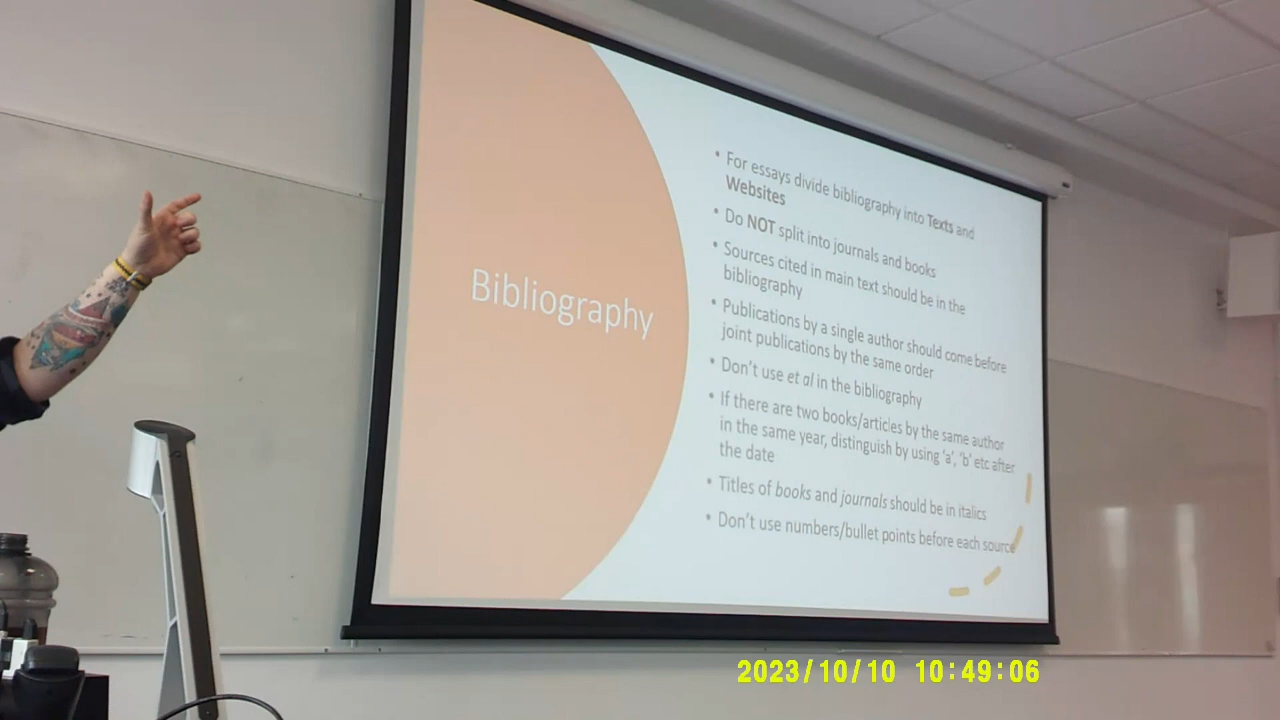 Bibliography
• For essays divide bibliography into Texts and
Websites
• Do NOT split into journals and books
• Sources cited in main text should be in the
bibliography
• Publications by a single author should come before
joint publications by the same order
• Don't use et al in the bibliography
• If there are two books/articles by the same author
in the same year, distinguish by using 'a', 'b' etc after
the date
• Titles of books and journals should be in italics
• Don't use numbers/bullet points before each source
2023/10/10 10:49:06